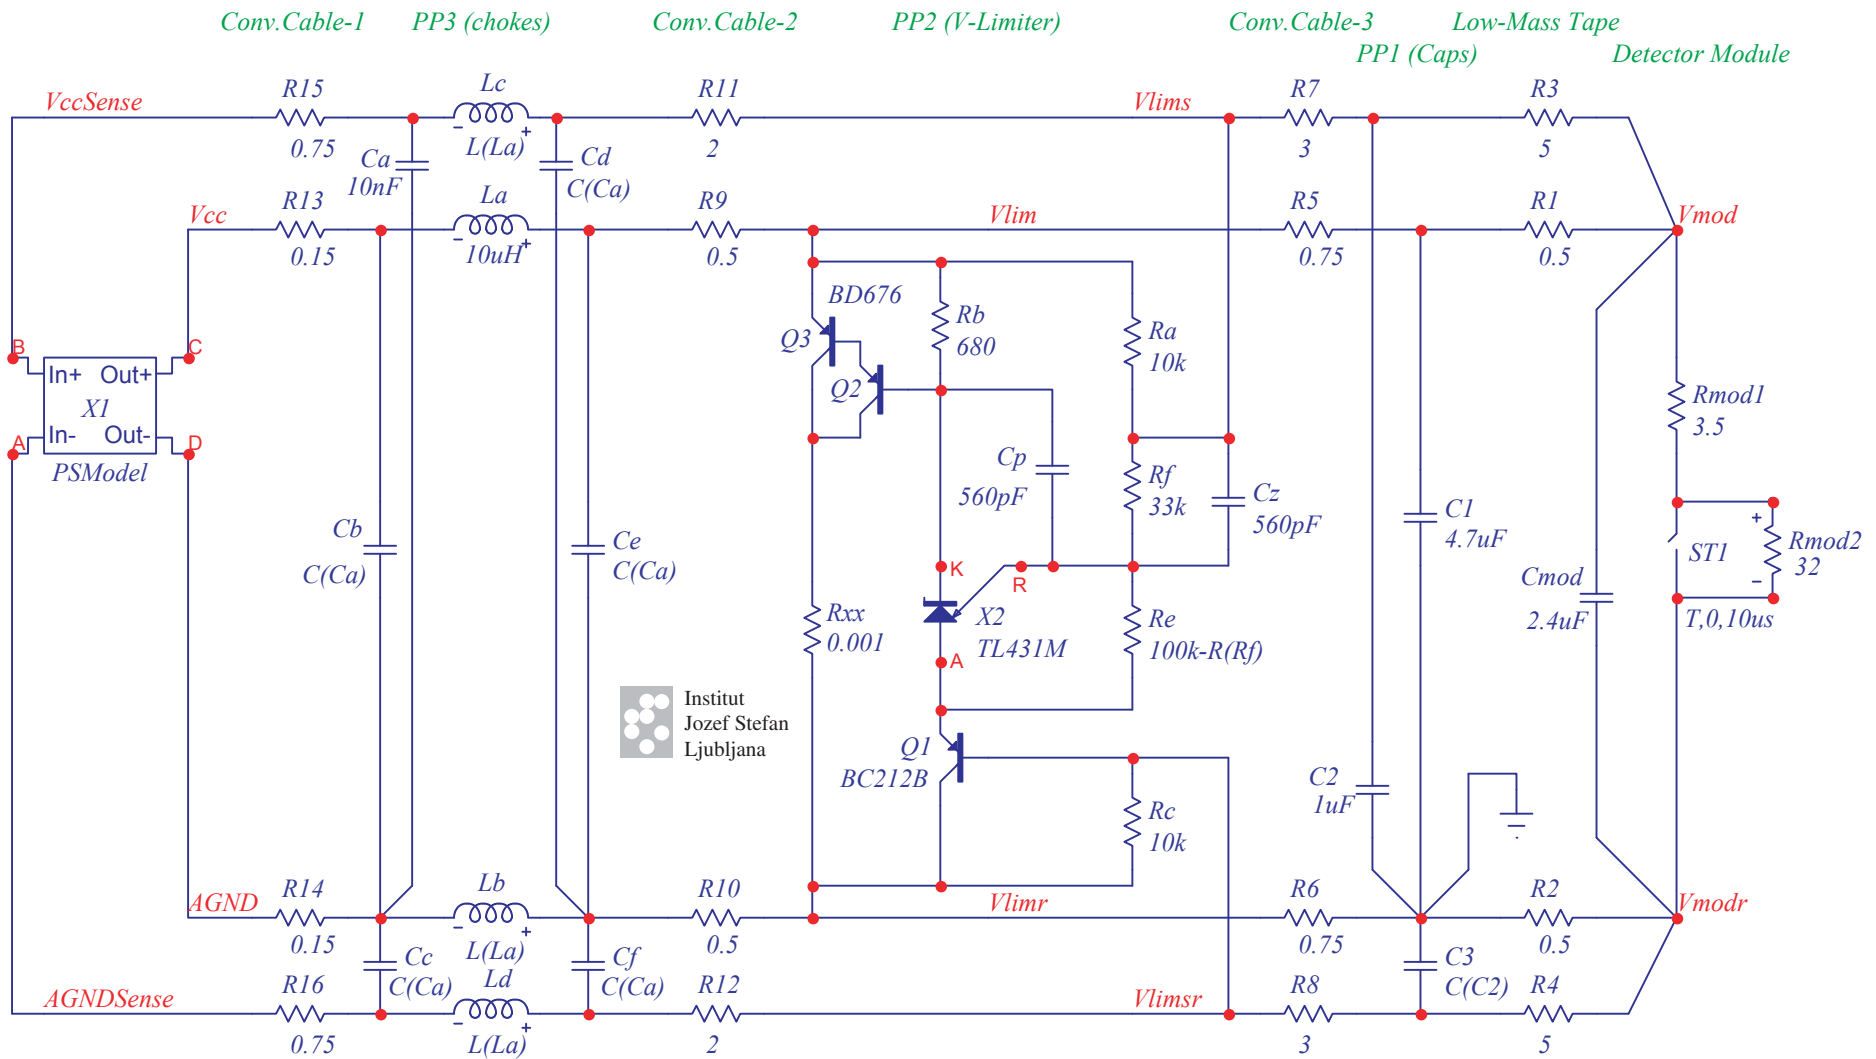 Conv.Cable-1 PP3 (chokes) Conv.Cable-2 PP2 (V-Limiter) Conv.Cable-3 Low-Mass Tape
PP1 (Caps) Detector Module
VccSense R15 Lc R11 Vlims R7 R3
0.75 L(La) 2 3 5
Ca 10nF
Cd C(Ca)
Vcc R13 La R9 Vlim R5 R1 Vmod
0.15 10uH 0.5 0.75 0.5
B C
In+ Out+
X1
In- Out-
A D
PSModel
BD676
Q3
Q2
Rb
680
Ra
10k
Rmod1
3.5
Cp
560pF
Rf
33k
Cz
560pF
Cb
C(Ca)
Ce
C(Ca)
C1
4.7uF
ST1
T,0,10us
+
Rmod2
32
Cmod
2.4uF
Rxx
0.001
K
R
X2
TL431M
A
Re
100k-R(Rf)
Institut
Jozef Stefan
Ljubljana
Q1
BC212B
Rc
10k
C2
1uF
AGND R14 Lb R10 Vlimr R6 R2 Vmodr
0.15 L(La) 0.5 0.75 0.5
Cc
C(Ca)
Cf
C(Ca)
C3
C(C2)
AGNDSense R16 Ld R12 Vlimsr R8 R4
0.75 L(La) 2 3 5